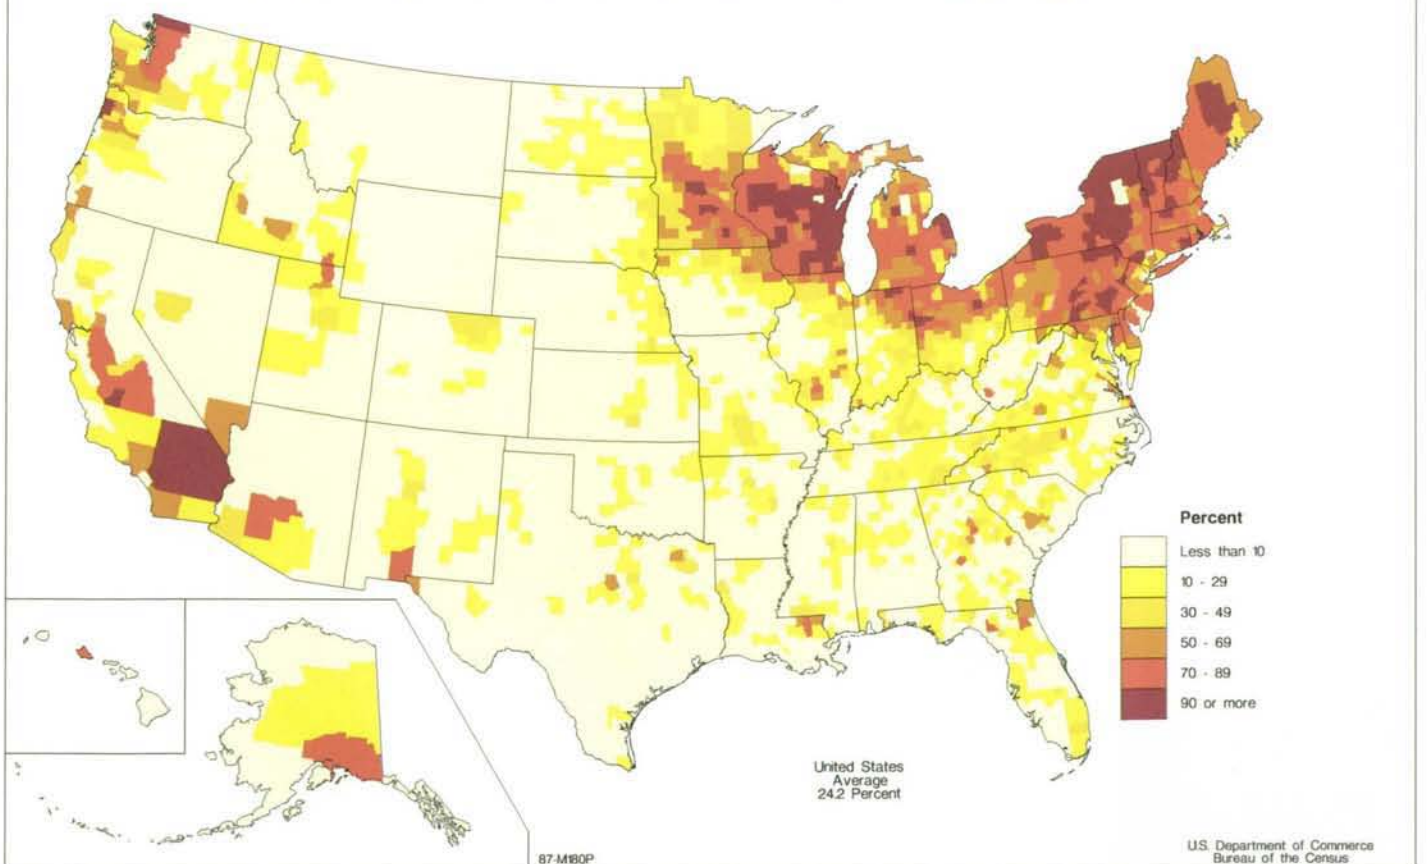 Percent
Less than 10
10 - 29
30 - 49
50 - 69
70 - 89
90 or more
United States
Average
24.2 Percent
87-M180P
U.S. Department of Commerce
Bureau of the Census